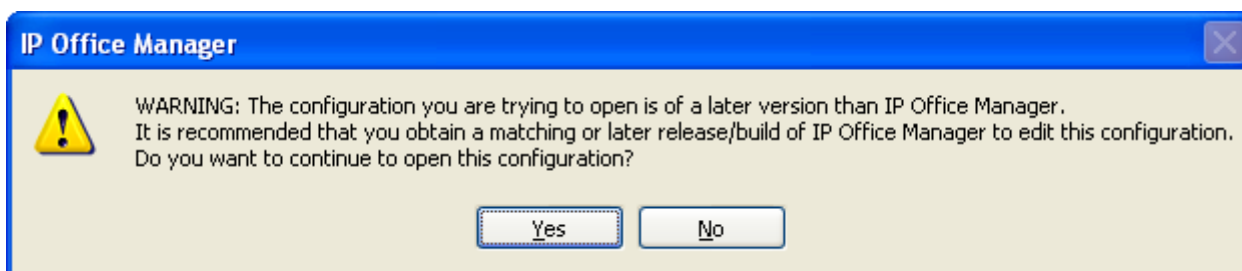 IP Office Manager
WARNING: The configuration you are trying to open is of a later version than IP Office Manager.
It is recommended that you obtain a matching or later release/build of IP Office Manager to edit this configuration.
Do you want to continue to open this configuration?
Yes No